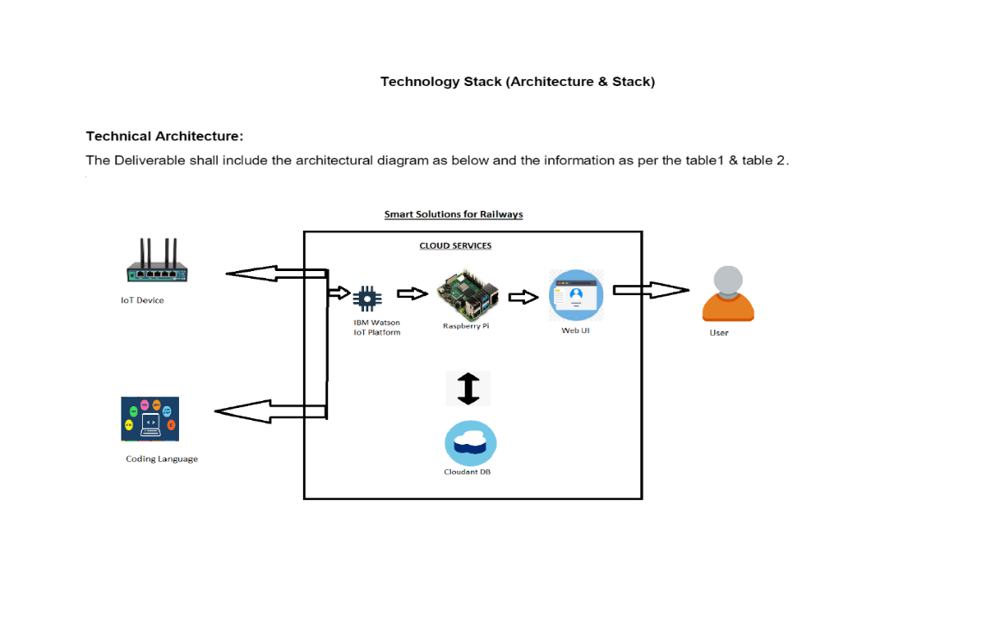 Technology Stack (Architecture & Stack)
Technical Architecture:
The Deliverable shall include the architectural diagram as below and the information as per the table1 & table 2.
Smart Solutions for Railways
CLOUD SERVICES
IoT Device
IBM Watson
IoT Platform
Raspberry Pi
Web UI
User
Coding Language
Cloudant DB